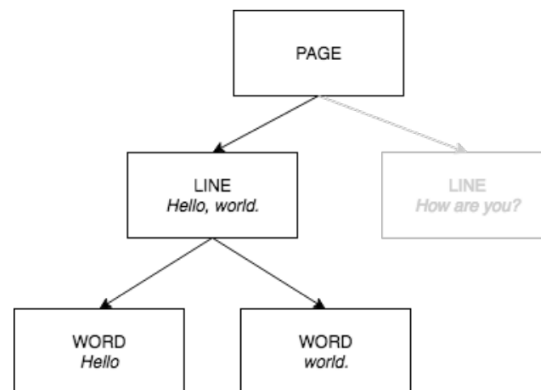 PAGE
LINE
Hello, world.
LINE
How are you?
WORD
Hello
WORD
world.